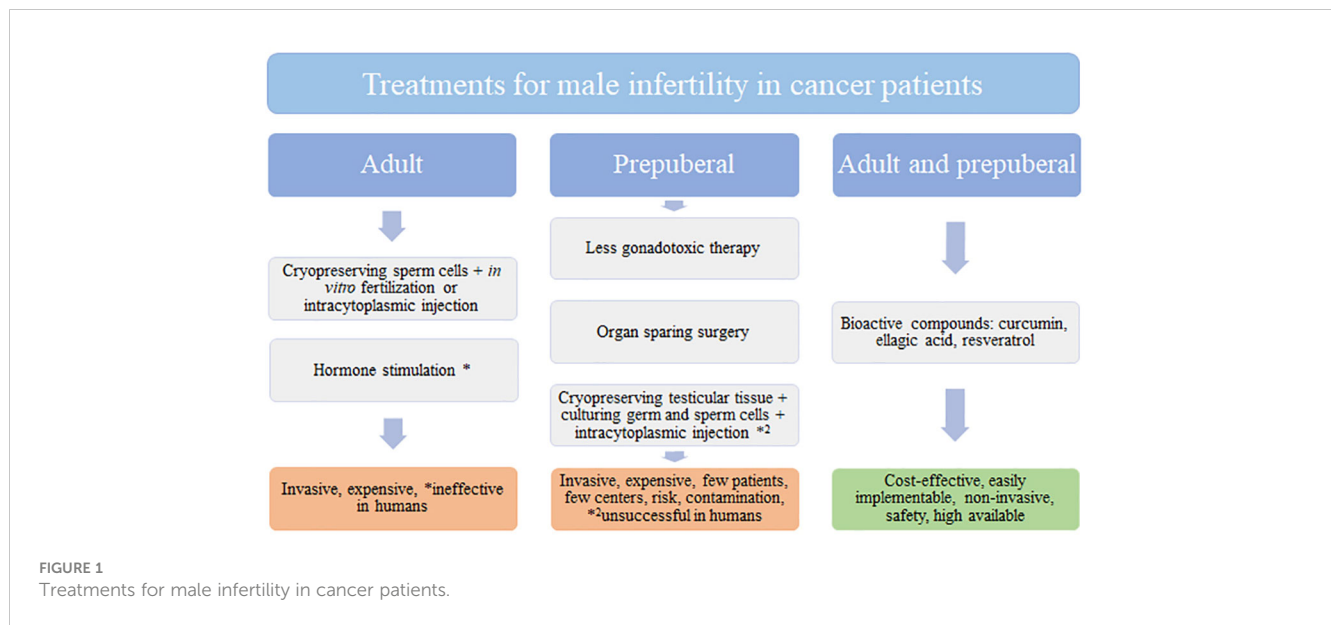 Treatments for male infertility in cancer patients
Adult
Cryopreserving sperm cells + in
vitro fertilization or
intracytoplasmic injection
Hormone stimulation *
Invasive, expensive, *ineffective
in humans
Prepuberal
Less gonadotoxic therapy
Organ sparing surgery
Cryopreserving testicular tissue +
culturing germ and sperm cells +
intracytoplasmic injection *²
Invasive, expensive, few patients,
few centers, risk, contamination,
*²unsuccessful in humans
Adult and prepuberal
Bioactive compounds: curcumin,
ellagic acid, resveratrol
Cost-effective, easily
implementable, non-invasive,
safety, high available
FIGURE 1
Treatments for male infertility in cancer patients.